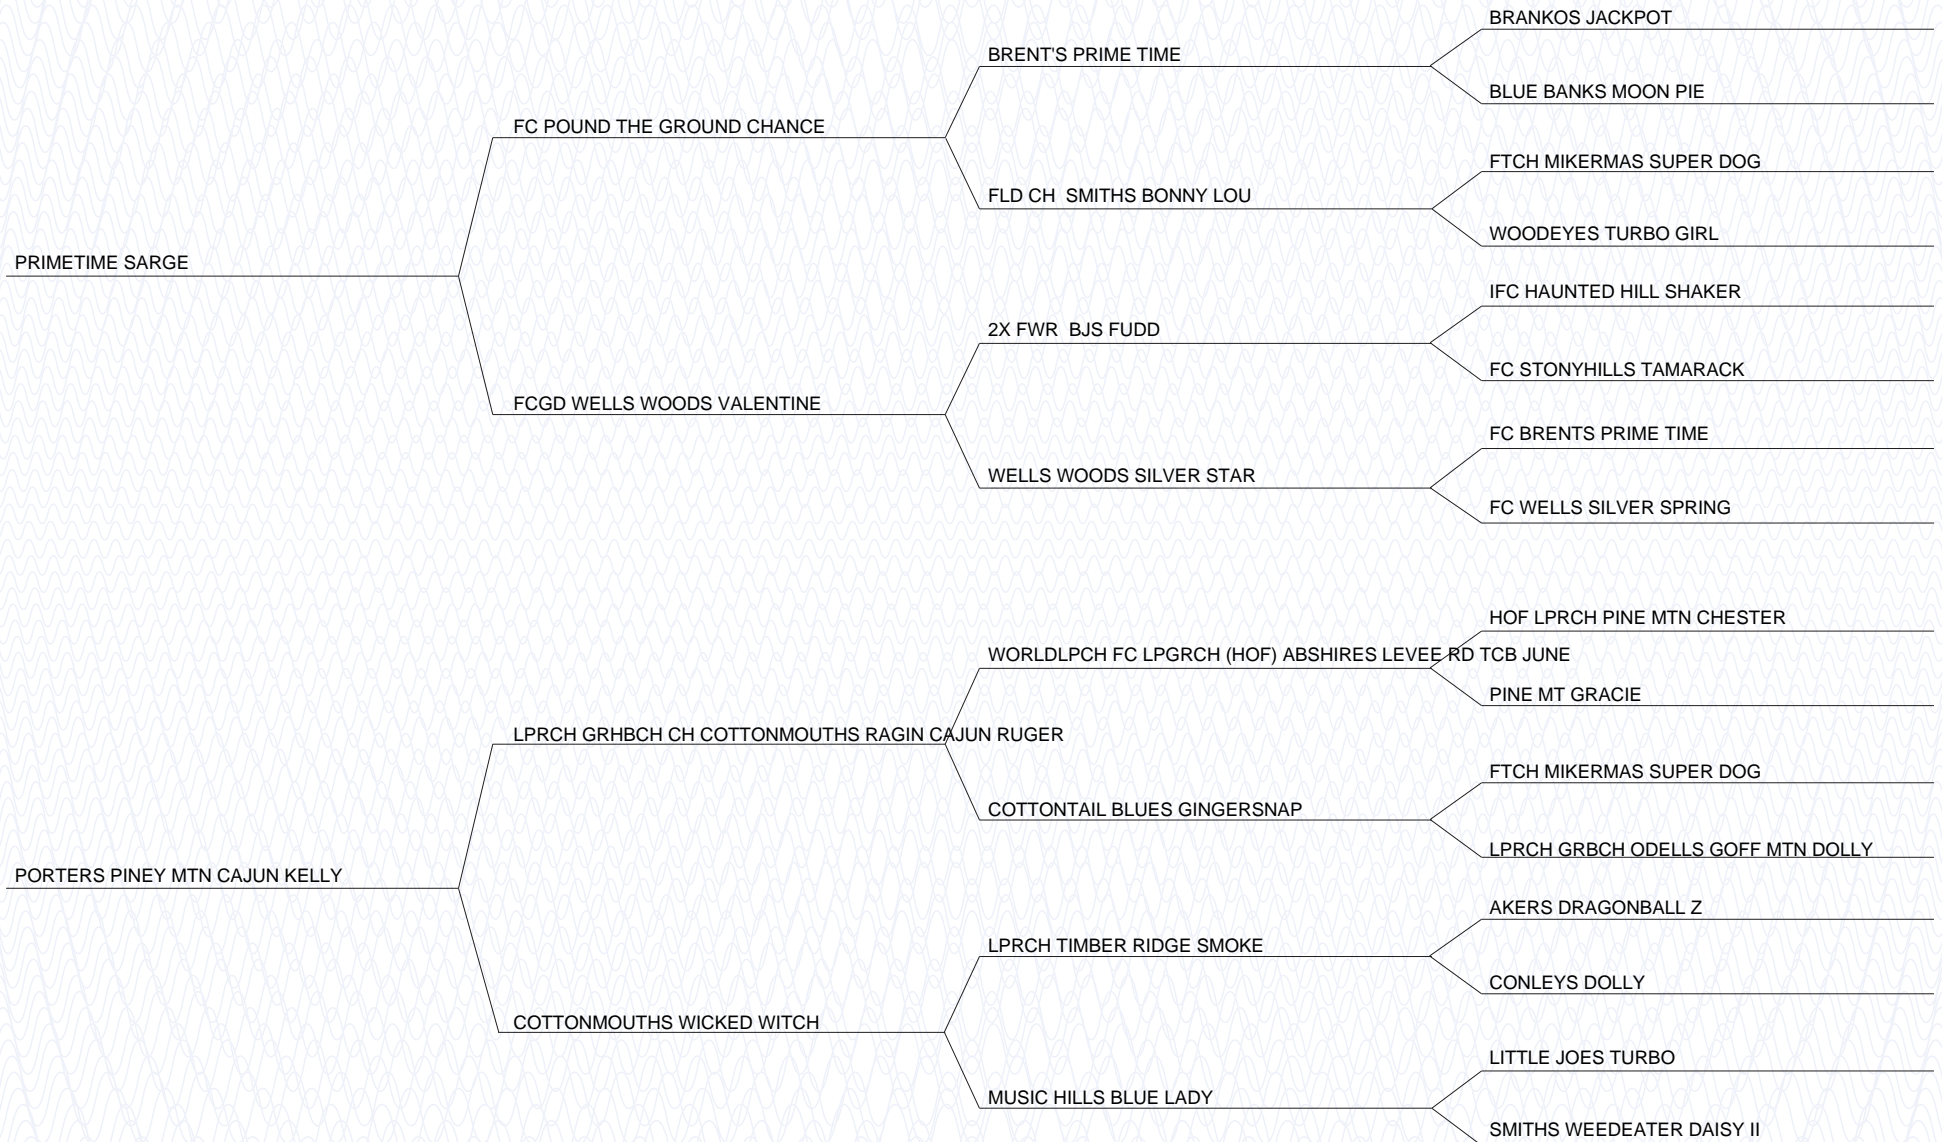 BRANKOS JACKPOT
BRENT'S PRIME TIME
BLUE BANKS MOON PIE
FC POUND THE GROUND CHANCE
FTCH MIKERMAS SUPER DOG
FLD CH  SMITHS BONNY LOU
WOODEYES TURBO GIRL
PRIMETIME SARGE
IFC HAUNTED HILL SHAKER
2X FWR  BJS FUDD
FC STONYHILLS TAMARACK
FCGD WELLS WOODS VALENTINE
FC BRENTS PRIME TIME
WELLS WOODS SILVER STAR
FC WELLS SILVER SPRING
HOF LPRCH PINE MTN CHESTER
WORLDLPCH FC LPGRCH (HOF) ABSHIRES LEVEE RD TCB JUNE
PINE MT GRACIE
LPRCH GRHBCH CH COTTONMOUTHS RAGIN CAJUN RUGER
FTCH MIKERMAS SUPER DOG
COTTONTAIL BLUES GINGERSNAP
LPRCH GRBCH ODELLS GOFF MTN DOLLY
PORTERS PINEY MTN CAJUN KELLY
AKERS DRAGONBALL Z
LPRCH TIMBER RIDGE SMOKE
CONLEYS DOLLY
COTTONMOUTHS WICKED WITCH
LITTLE JOES TURBO
MUSIC HILLS BLUE LADY
SMITHS WEEDEATER DAISY II